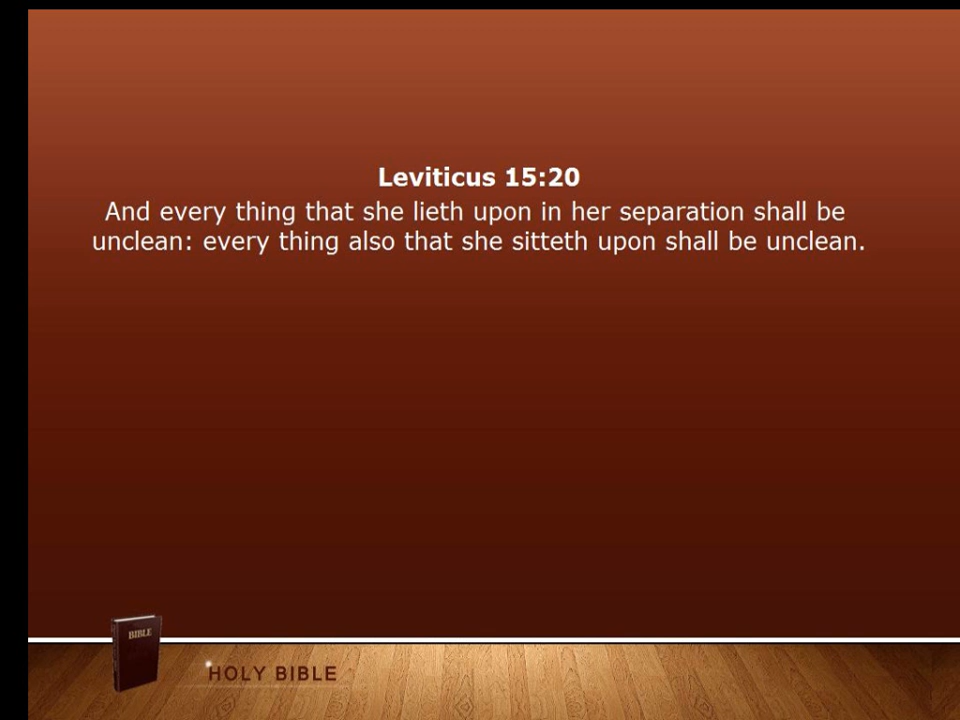 Leviticus 15:20
And every thing that she lieth upon in her separation shall be
unclean: every thing also that she sitteth upon shall be unclean.
BIBLE
HOLY BIBLE